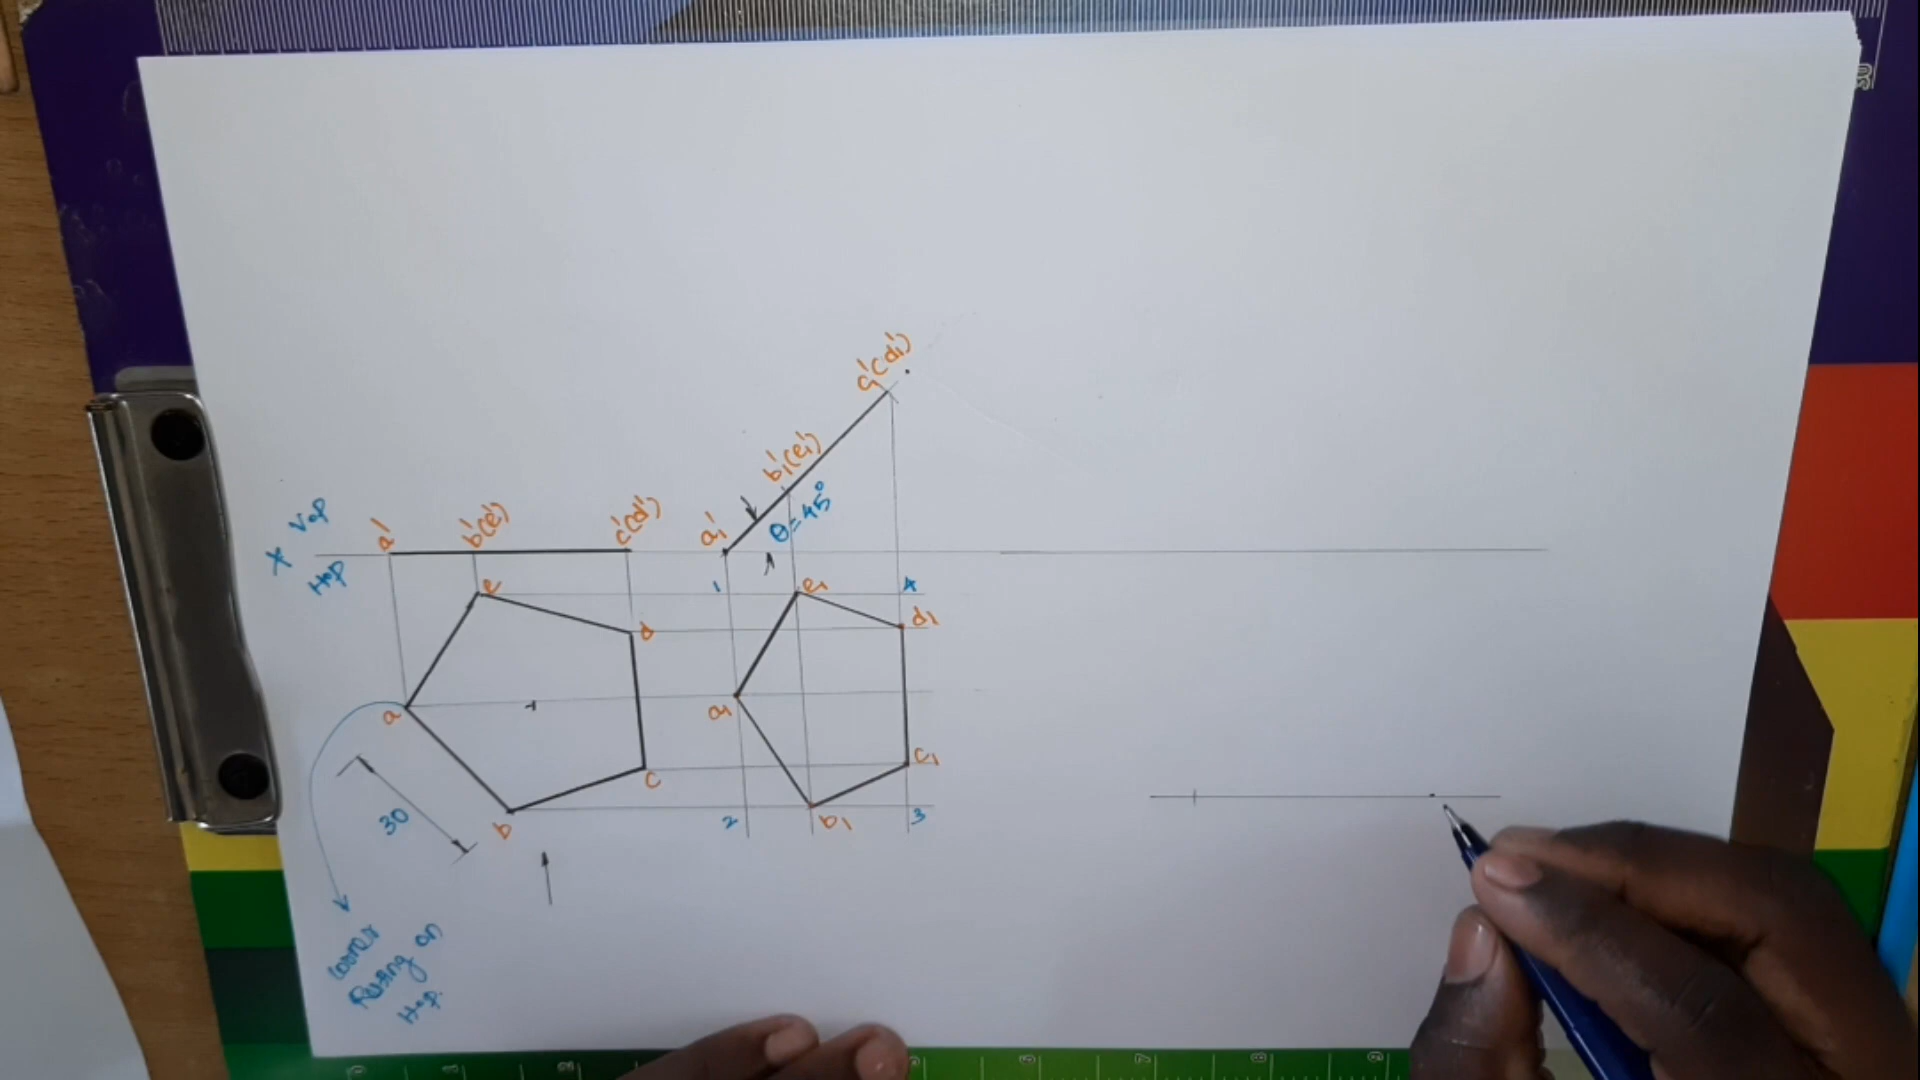 c₁'(d₁')
b₁'(e₁')
θ=45°
a₁'
X
VP
HP
a'
b'(e')
c'(d')
1
4
e
e₁
d
d₁
a
a₁
c
c₁
b
b₁
2
3
30
Corner
Resting on
HP.